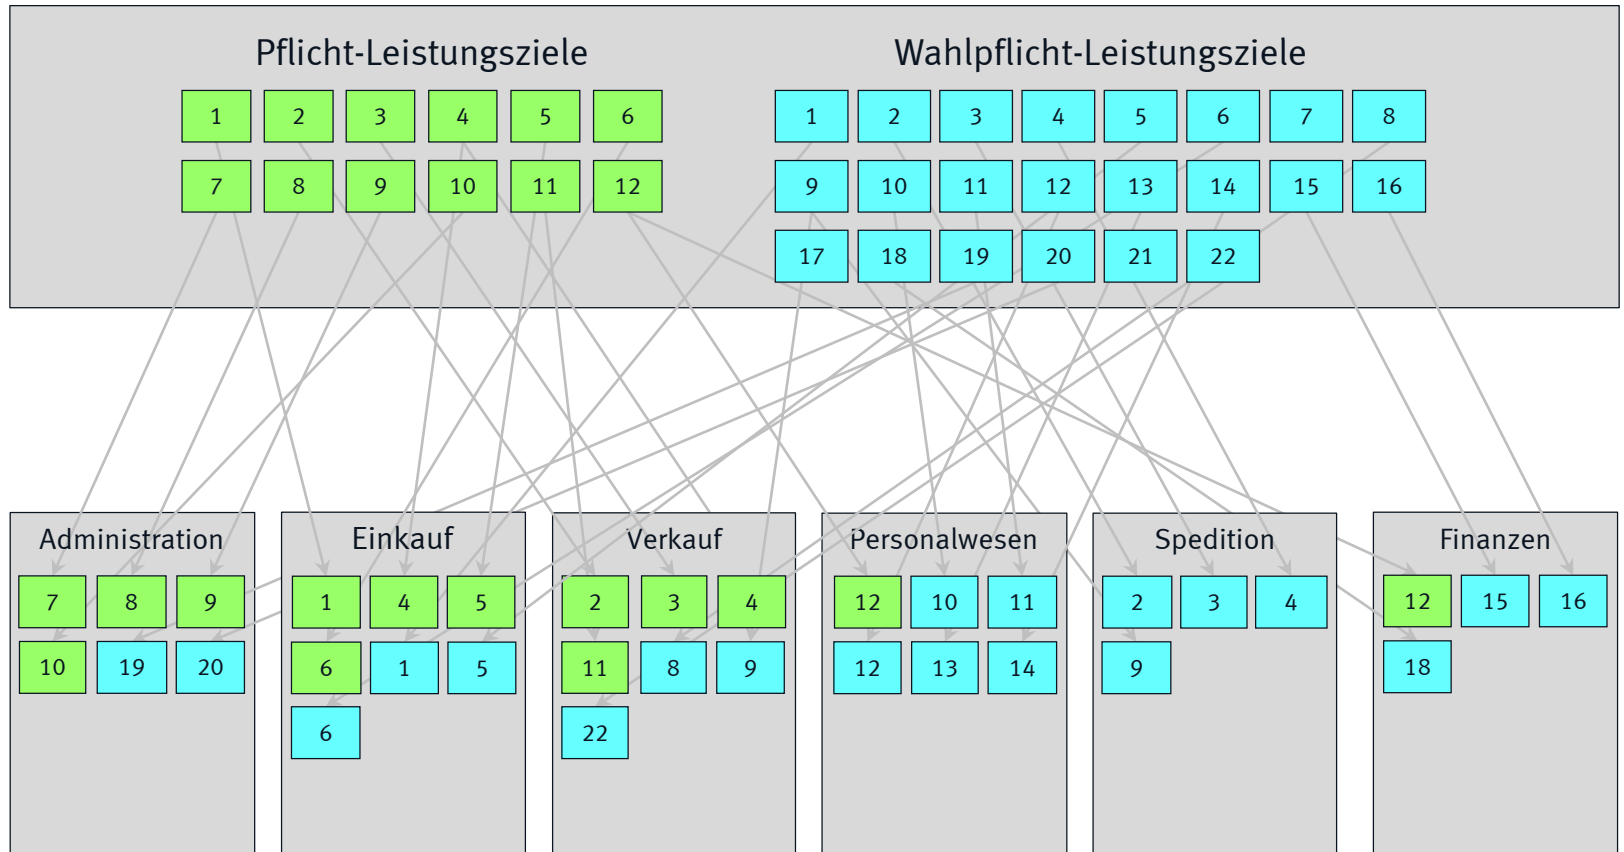 Pflicht-Leistungsziele
1 2 3 4 5 6
7 8 9 10 11 12
Wahlpflicht-Leistungsziele
1 2 3 4 5 6 7 8
9 10 11 12 13 14 15 16
17 18 19 20 21 22
Administration
7 8 9
10 19 20
Einkauf
1 4 5
6 1 5
6
Verkauf
2 3 4
11 8 9
22
Personalwesen
12 10 11
12 13 14
Spedition
2 3 4
9
Finanzen
12 15 16
18